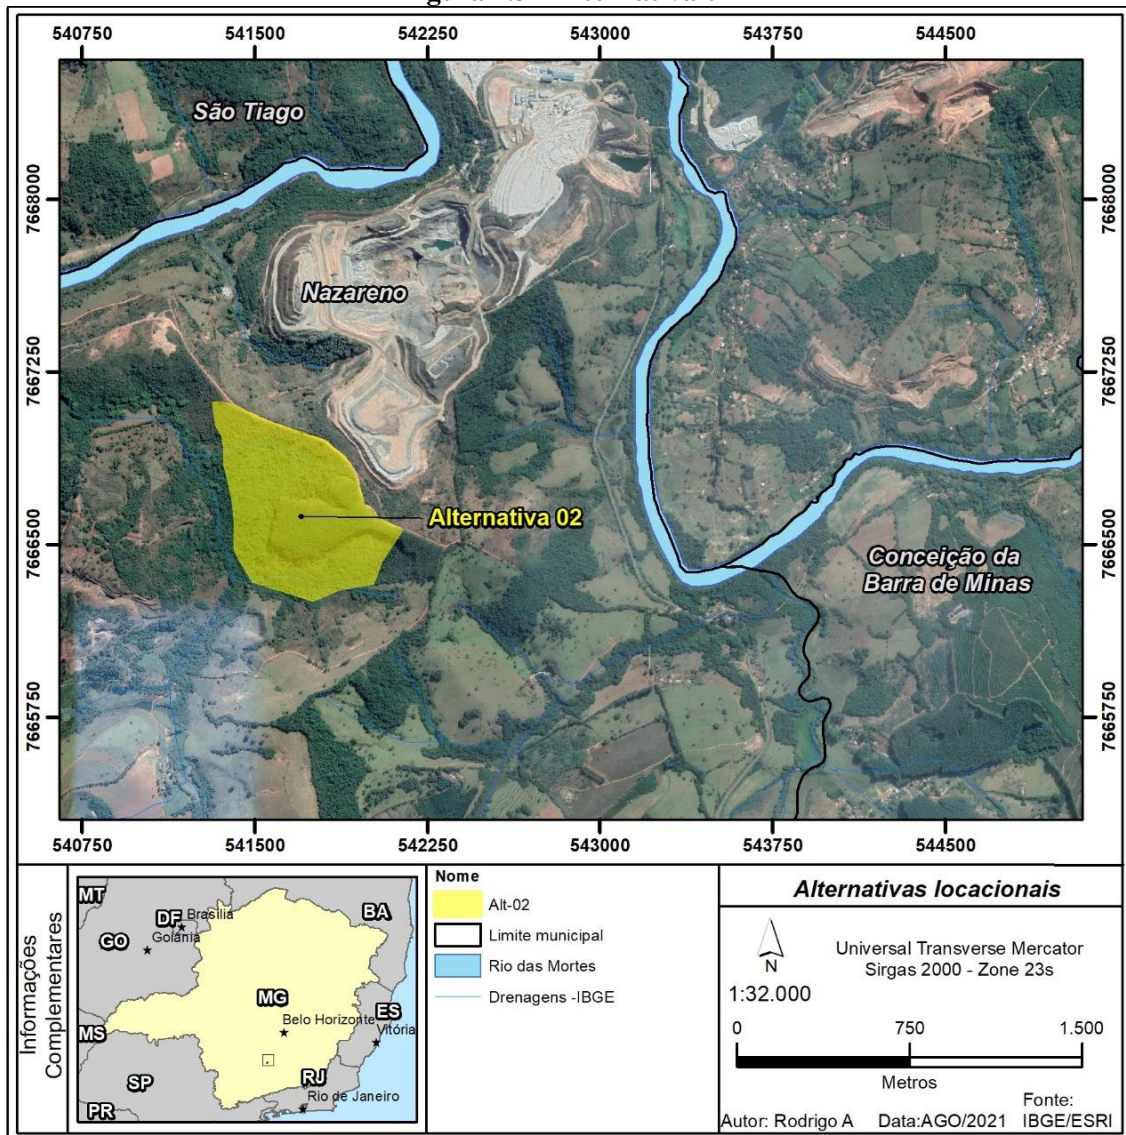 540750 541500 542250 543000 543750 544500
São Tiago
7668000 7668000
Nazareno
7667250 7667250
Alternativa 02
7666500 7666500
Conceição da
Barra de Minas
7665750 7665750
540750 541500 542250 543000 543750 544500
Informações
Complementares
MT
DF
Brasília
GO
Goiânia
BA
MG
Belo Horizonte
ES
Vitória
MS
SP
RJ
Rio de Janeiro
PR
Nome
Alt-02
Limite municipal
Rio das Mortes
Drenagens -IBGE
Alternativas locacionais
N
1:32.000
Universal Transverse Mercator
Sirgas 2000 - Zone 23s
0 750 1.500
Metros
Autor: Rodrigo A Data:AGO/2021
Fonte:
IBGE/ESRI